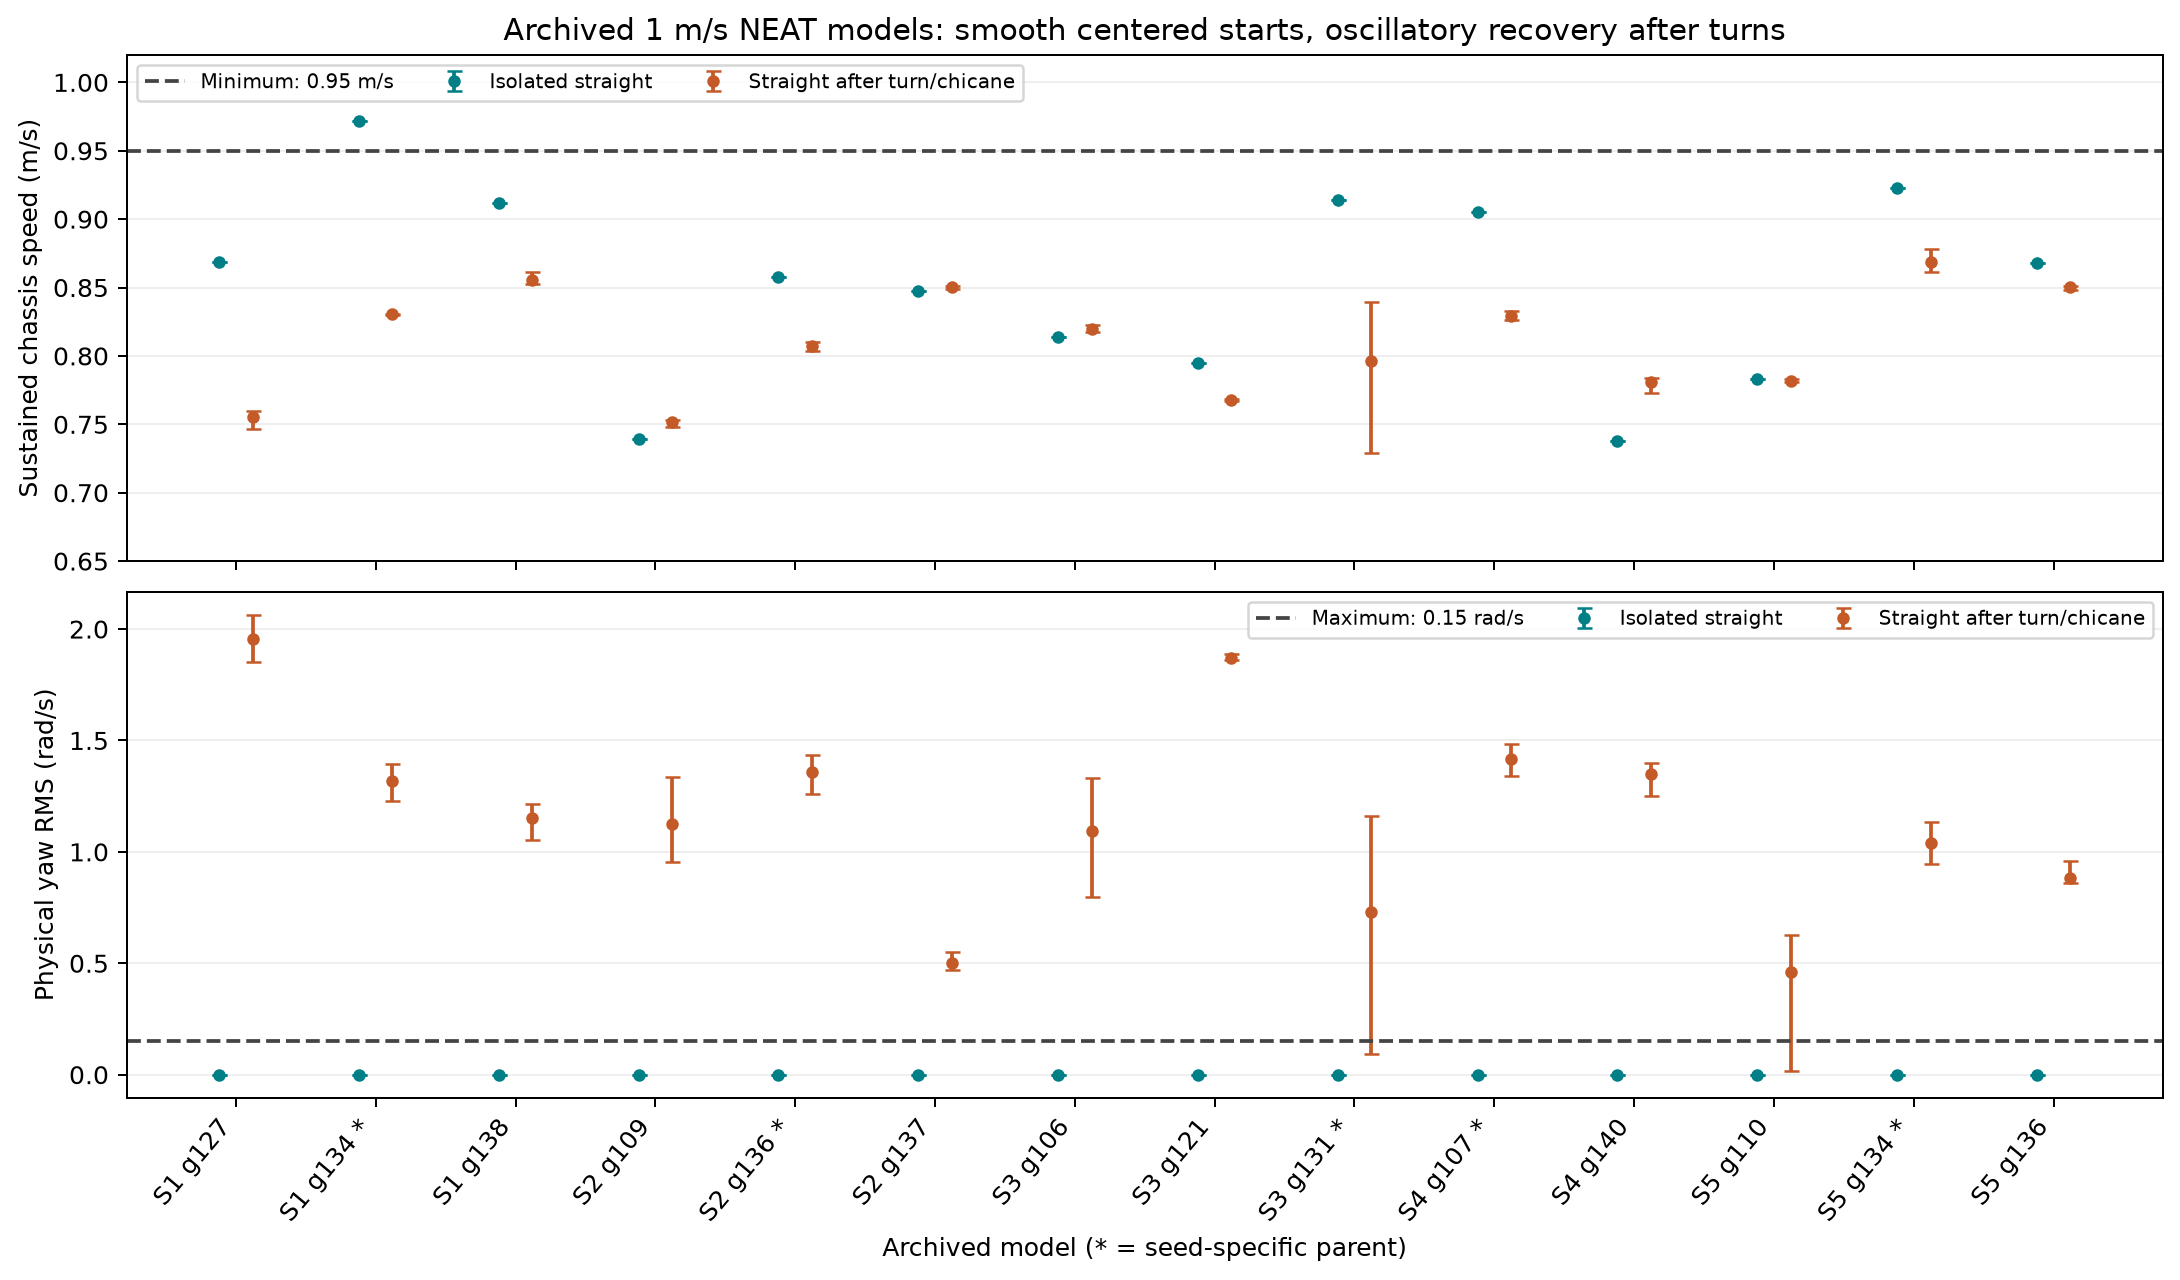 Archived 1 m/s NEAT models: smooth centered starts, oscillatory recovery after turns
Minimum: 0.95 m/s
Isolated straight
Straight after turn/chicane
Sustained chassis speed (m/s)
1.00
0.95
0.90
0.85
0.80
0.75
0.70
0.65
Maximum: 0.15 rad/s
Isolated straight
Straight after turn/chicane
Physical yaw RMS (rad/s)
2.0
1.5
1.0
0.5
0.0
S1 g127
S1 g134 *
S1 g138
S2 g109
S2 g136 *
S2 g137
S3 g106
S3 g121
S3 g131 *
S4 g107 *
S4 g140
S5 g110
S5 g134 *
S5 g136
Archived model (* = seed-specific parent)